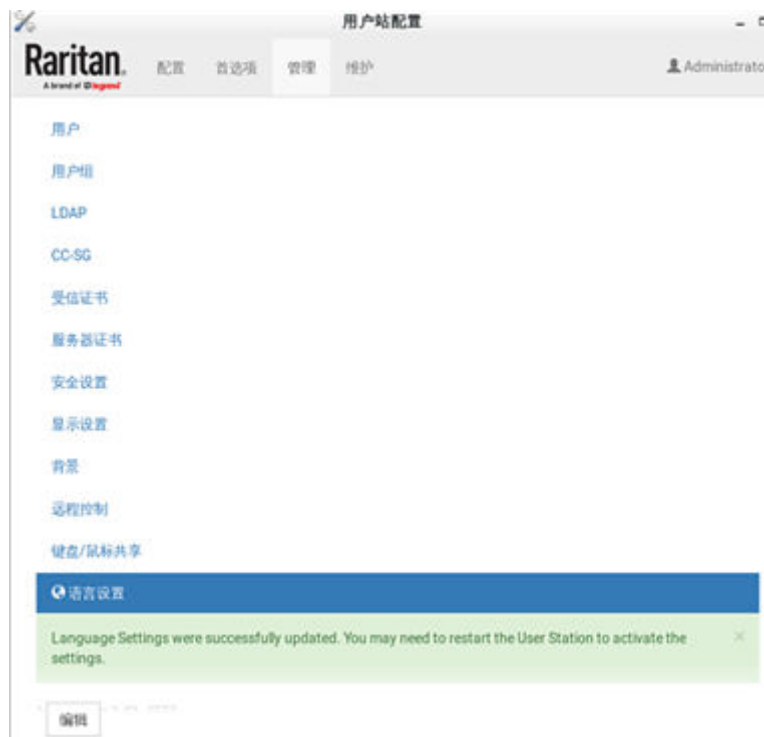 用户站配置
Raritan.
A brand of legrand
配置 首选项 管理 维护 Administrato
用户
用户组
LDAP
CC-SG
受信证书
服务器证书
安全设置
显示设置
背景
远程控制
键盘/鼠标共享
语言设置
Language Settings were successfully updated. You may need to restart the User Station to activate the
settings.
编辑